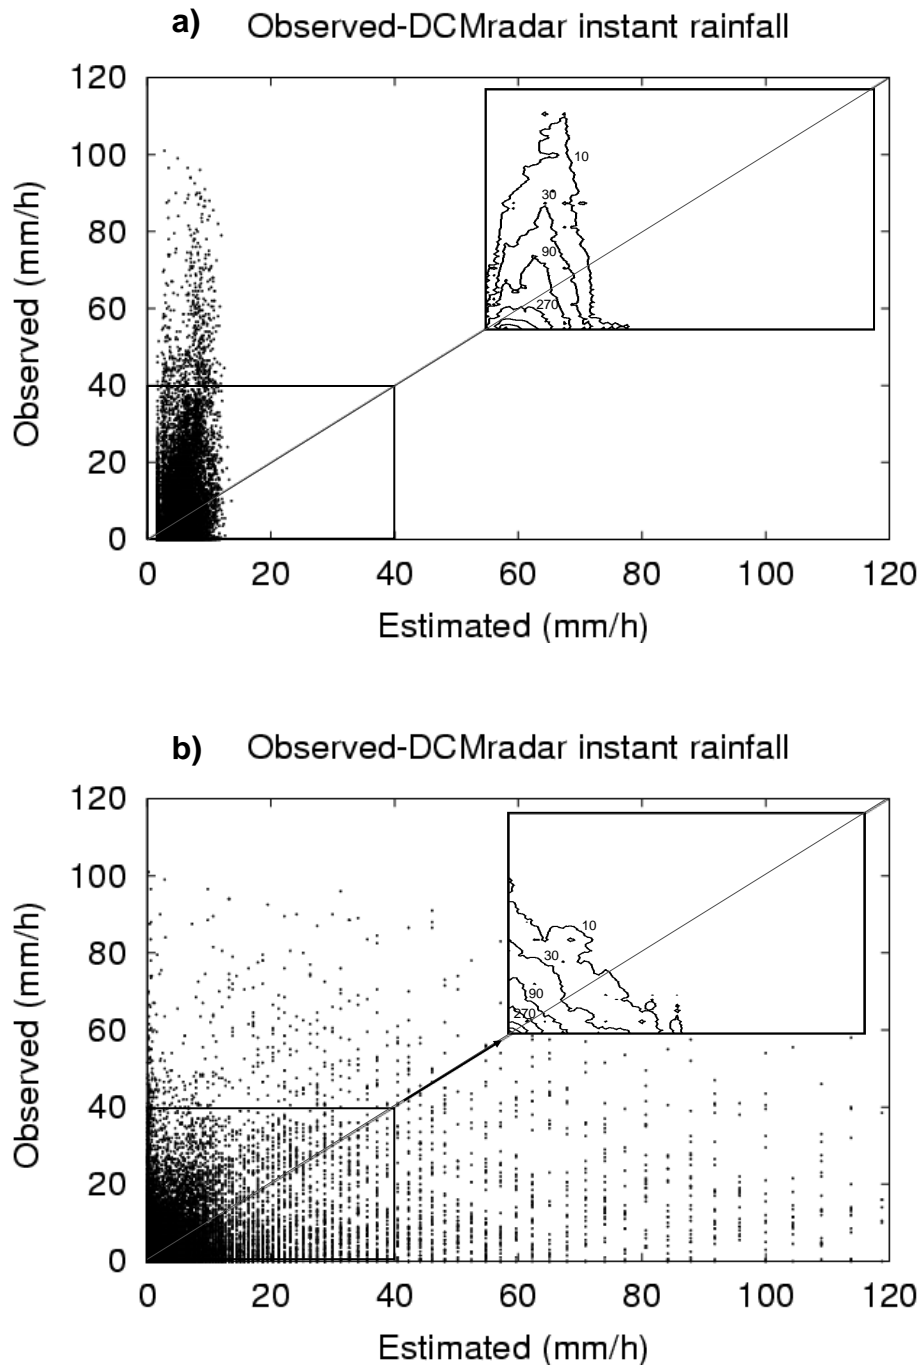 a) Observed-DCMradar instant rainfall
120
100
80
60
40
20
0
Observed (mm/h)
10
30
90
270
0 20 40 60 80 100 120
Estimated (mm/h)
b) Observed-DCMradar instant rainfall
120
100
80
60
40
20
0
Observed (mm/h)
10
30
90
270
0 20 40 60 80 100 120
Estimated (mm/h)